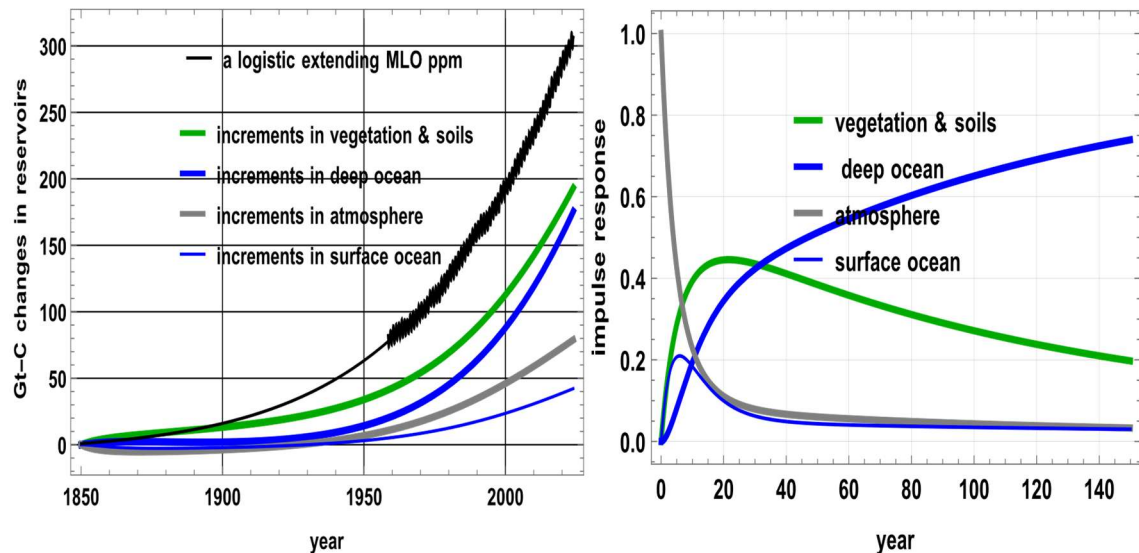 Gt–C changes in reservoirs
300
250
200
150
100
50
0
a logistic extending MLO ppm
increments in vegetation & soils
increments in deep ocean
increments in atmosphere
increments in surface ocean
1850
1900
1950
2000
year
impulse response
1.0
0.8
0.6
0.4
0.2
0.0
vegetation & soils
deep ocean
atmosphere
surface ocean
0
20
40
60
80
100
120
140
year